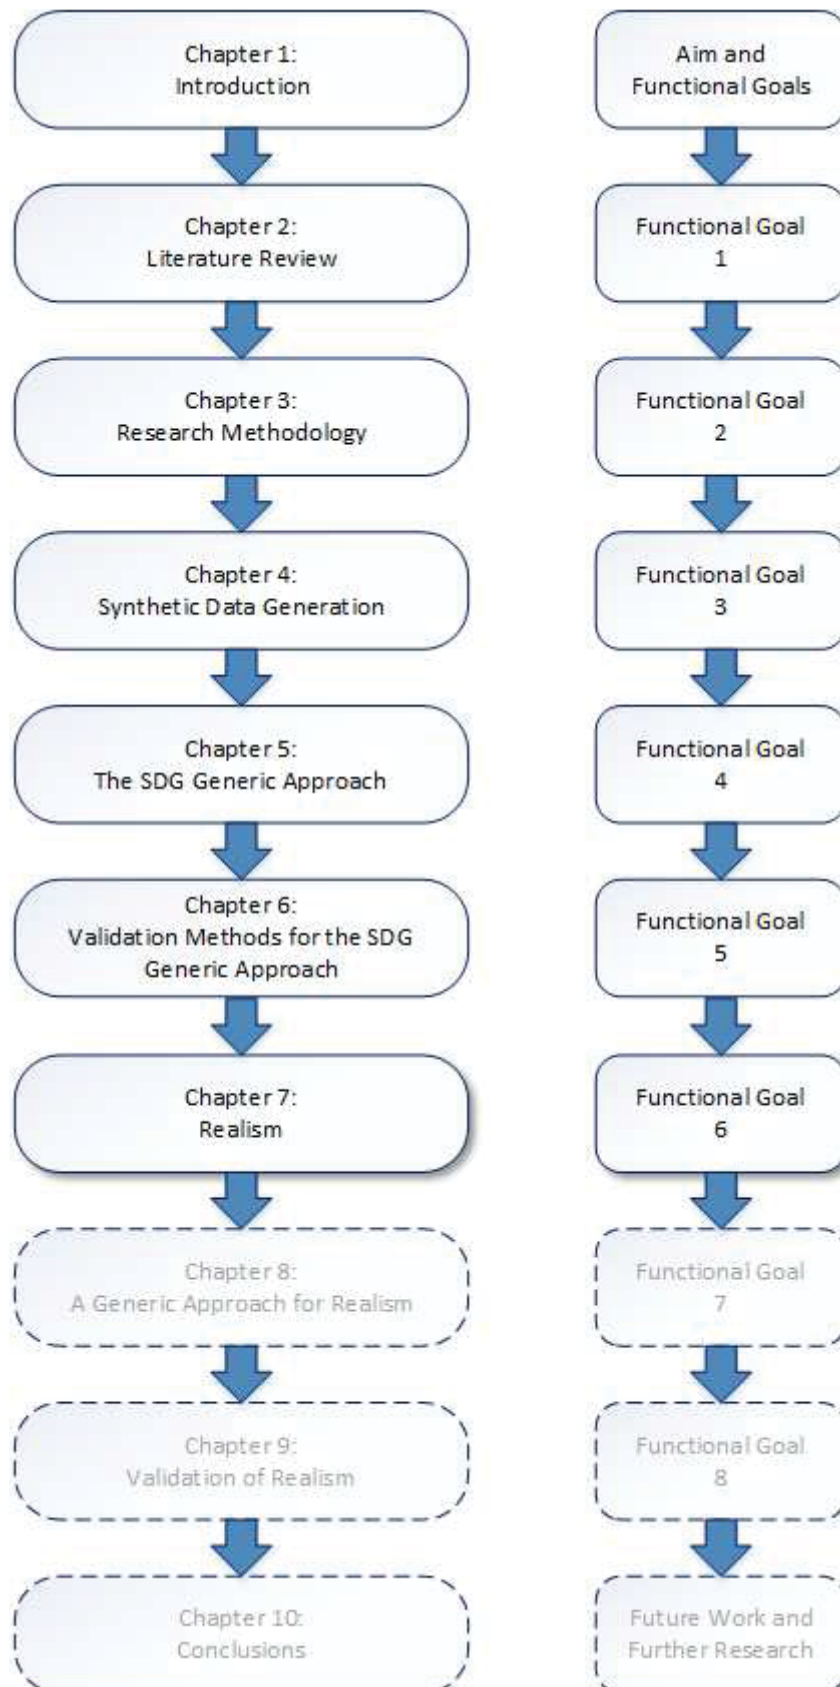 Chapter 1:
Introduction
Aim and
Functional Goals
Chapter 2:
Literature Review
Functional Goal
1
Chapter 3:
Research Methodology
Functional Goal
2
Chapter 4:
Synthetic Data Generation
Functional Goal
3
Chapter 5:
The SDG Generic Approach
Functional Goal
4
Chapter 6:
Validation Methods for the SDG
Generic Approach
Functional Goal
5
Chapter 7:
Realism
Functional Goal
6
Chapter 8:
A Generic Approach for Realism
Functional Goal
7
Chapter 9:
Validation of Realism
Functional Goal
8
Chapter 10:
Conclusions
Future Work and
Further Research